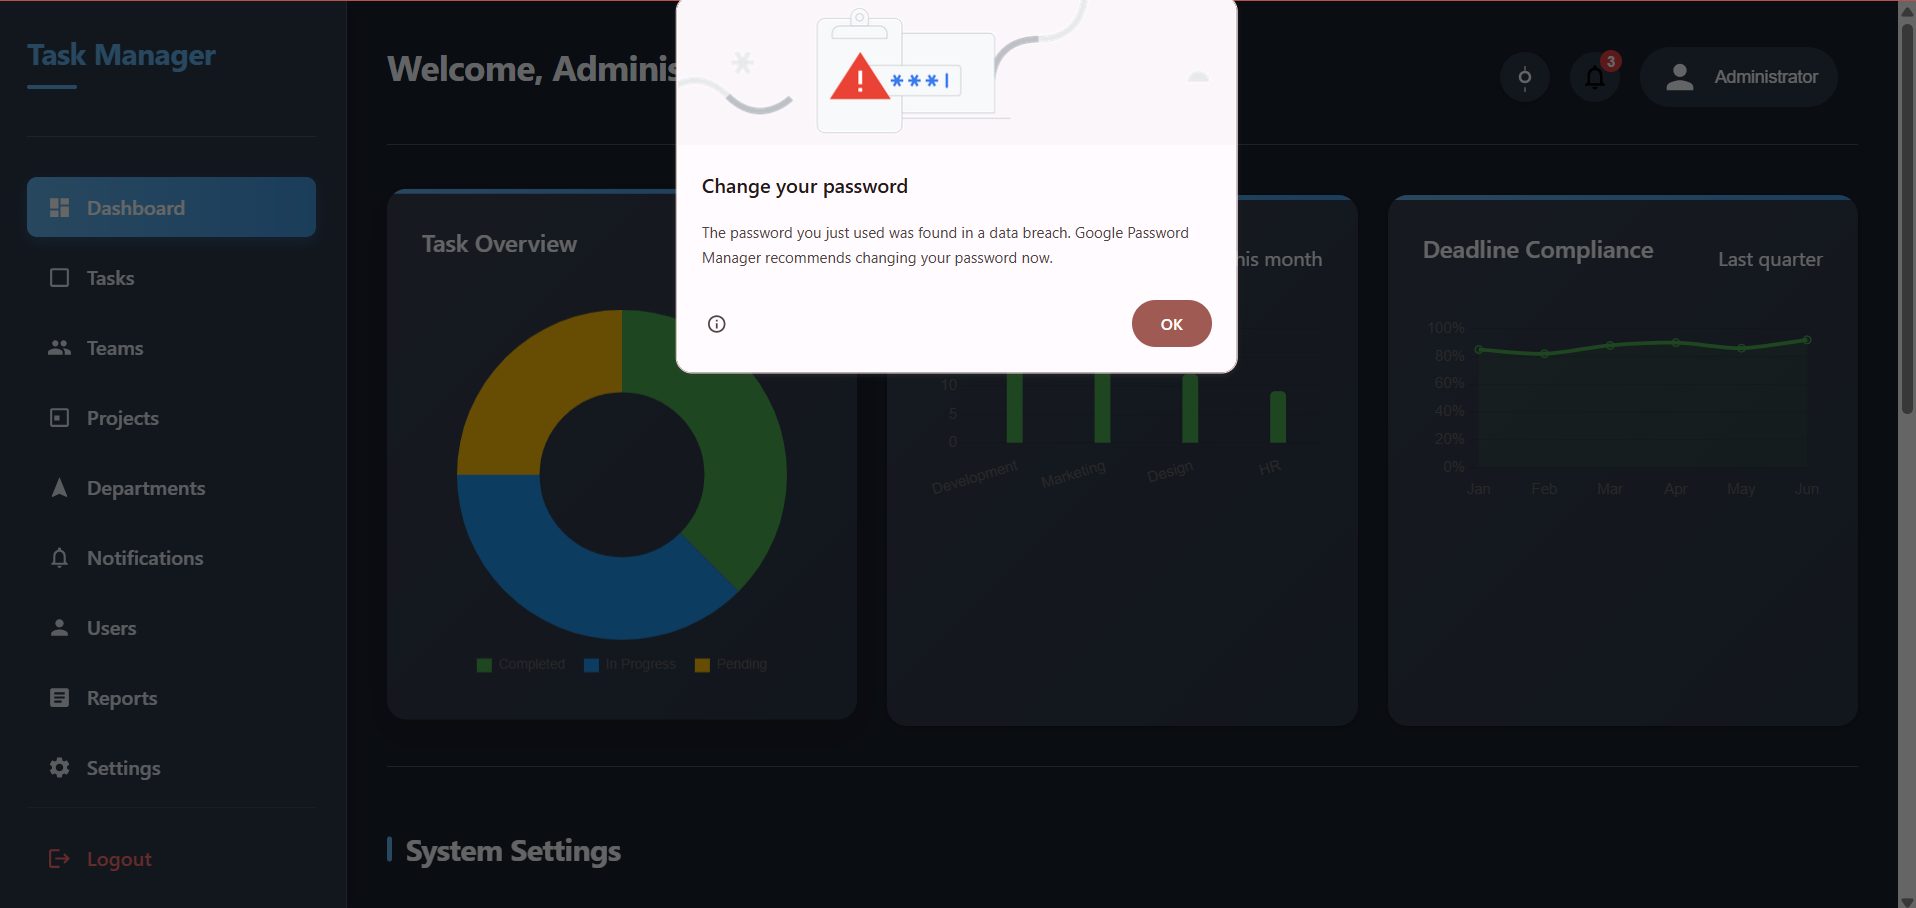 Task Manager
Dashboard
Tasks
Teams
Projects
Departments
Notifications
Users
Reports
Settings
Logout
Welcome, Adminis
3
Administrator
***|
Change your password
The password you just used was found in a data breach. Google Password
Manager recommends changing your password now.
OK
Task Overview
Completed In Progress Pending
his month
10
5
0
Development Marketing Design HR
Deadline Compliance
Last quarter
100%
80%
60%
40%
20%
0%
Jan Feb Mar Apr May Jun
System Settings